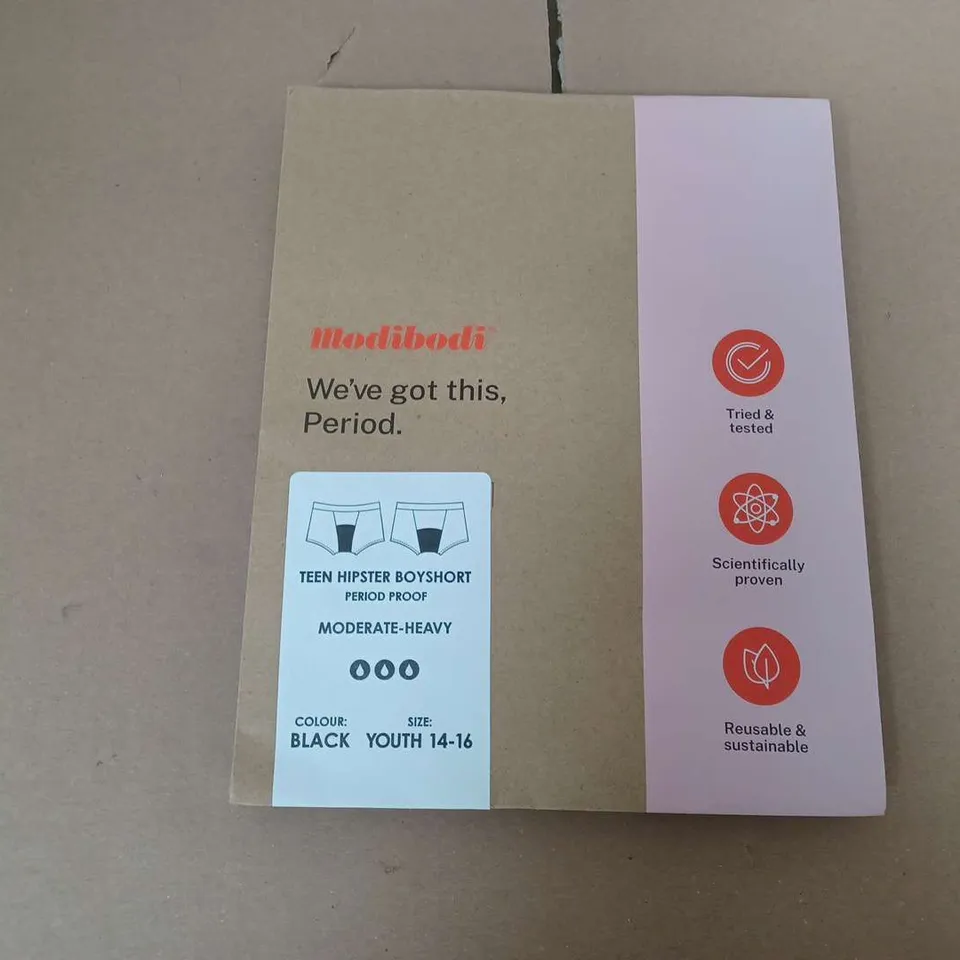 Modibodi
We've got this,
Period.
TEEN HIPSTER BOYSHORT
PERIOD PROOF
MODERATE-HEAVY
COLOUR: SIZE:
BLACK YOUTH 14-16
Tried &
tested
Scientifically
proven
Reusable &
sustainable